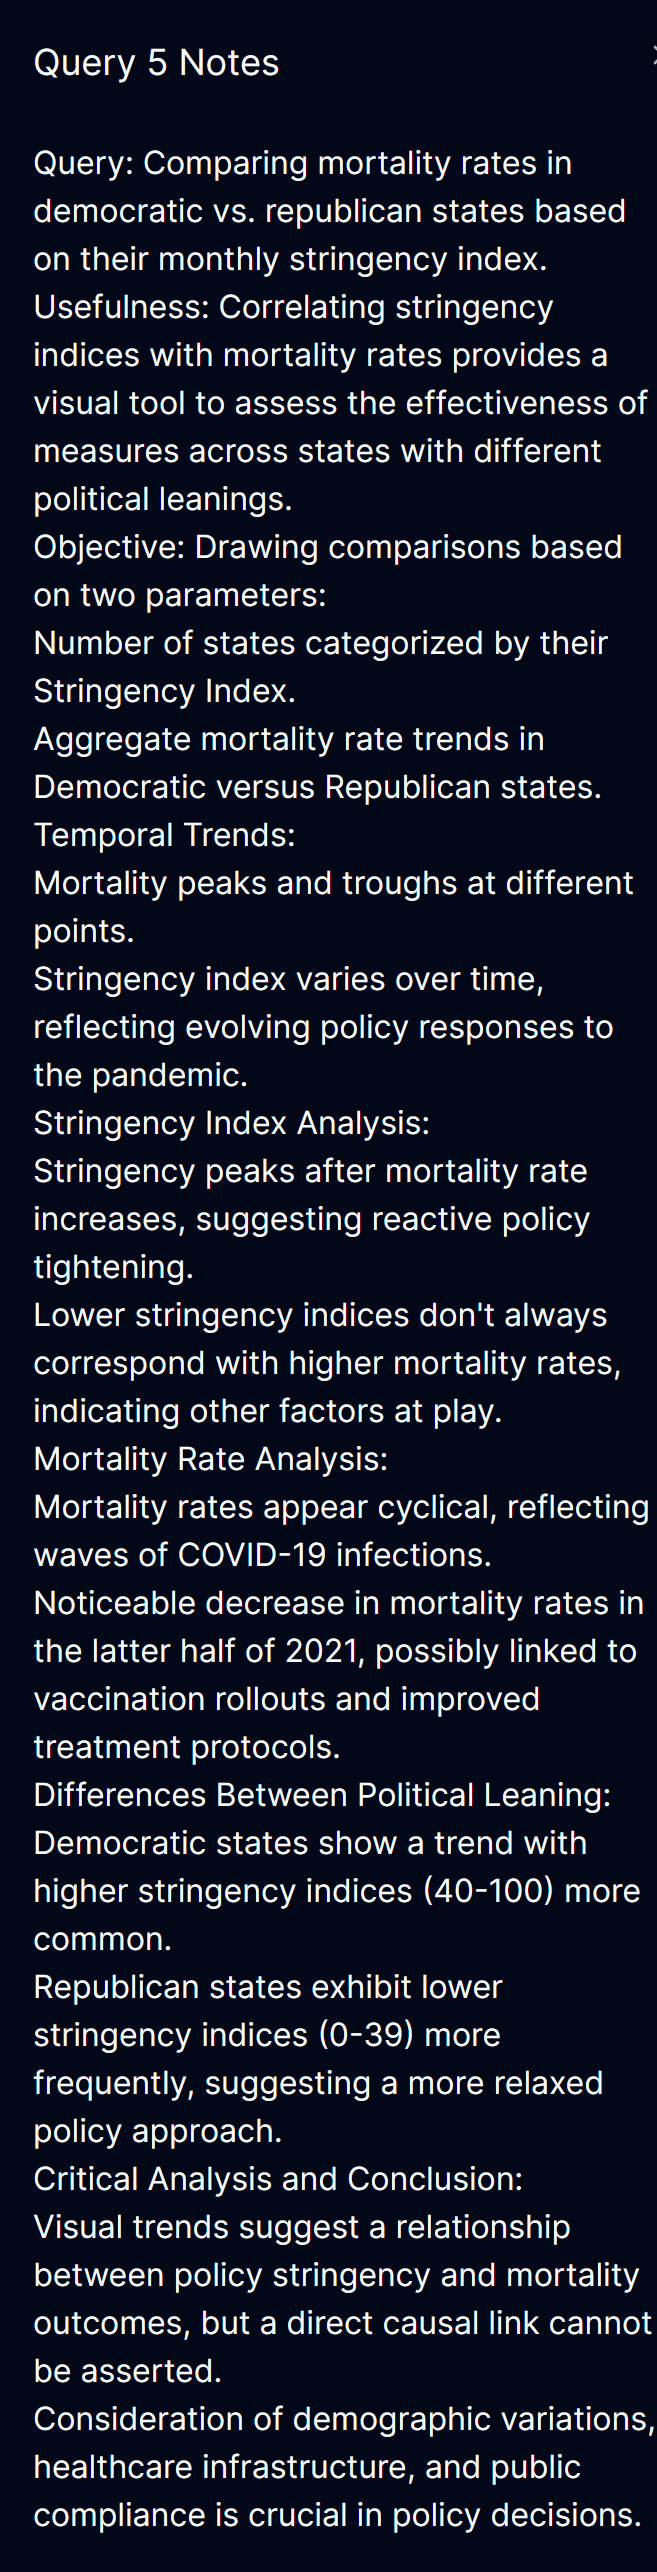 Query 5 Notes
Query: Comparing mortality rates in
democratic vs. republican states based
on their monthly stringency index.
Usefulness: Correlating stringency
indices with mortality rates provides a
visual tool to assess the effectiveness of
measures across states with different
political leanings.
Objective: Drawing comparisons based
on two parameters:
Number of states categorized by their
Stringency Index.
Aggregate mortality rate trends in
Democratic versus Republican states.
Temporal Trends:
Mortality peaks and troughs at different
points.
Stringency index varies over time,
reflecting evolving policy responses to
the pandemic.
Stringency Index Analysis:
Stringency peaks after mortality rate
increases, suggesting reactive policy
tightening.
Lower stringency indices don't always
correspond with higher mortality rates,
indicating other factors at play.
Mortality Rate Analysis:
Mortality rates appear cyclical, reflecting
waves of COVID-19 infections.
Noticeable decrease in mortality rates in
the latter half of 2021, possibly linked to
vaccination rollouts and improved
treatment protocols.
Differences Between Political Leaning:
Democratic states show a trend with
higher stringency indices (40-100) more
common.
Republican states exhibit lower
stringency indices (0-39) more
frequently, suggesting a more relaxed
policy approach.
Critical Analysis and Conclusion:
Visual trends suggest a relationship
between policy stringency and mortality
outcomes, but a direct causal link cannot
be asserted.
Consideration of demographic variations,
healthcare infrastructure, and public
compliance is crucial in policy decisions.